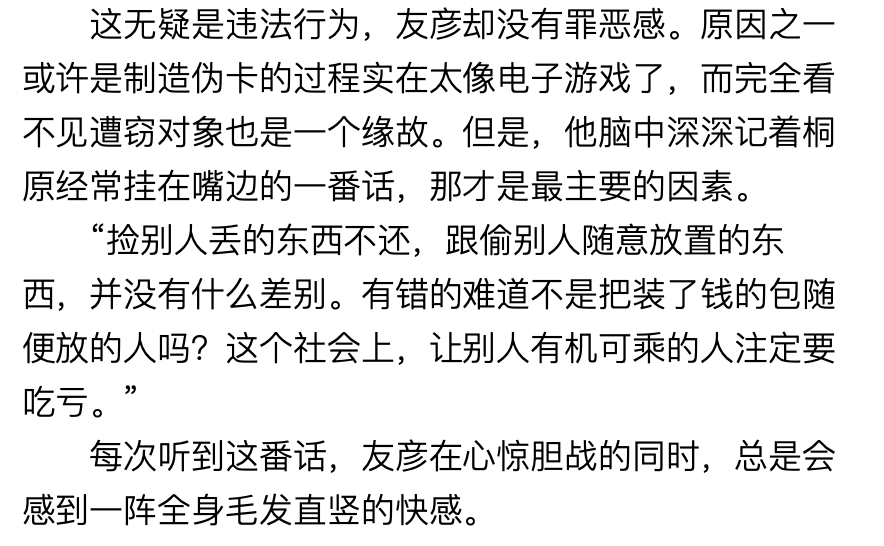 这无疑是违法行为，友彦却没有罪恶感。原因之一
或许是制造伪卡的过程实在太像电子游戏了，而完全看
不见遭窃对象也是一个缘故。但是，他脑中深深记着桐
原经常挂在嘴边的一番话，那才是最主要的因素。
“捡别人丢的东西不还，跟偷别人随意放置的东
西，并没有什么差别。有错的难道不是把装了钱的包随
便放的人吗？这个社会上，让别人有机可乘的人注定要
吃亏。”
每次听到这番话，友彦在心惊胆战的同时，总是会
感到一阵全身毛发直竖的快感。